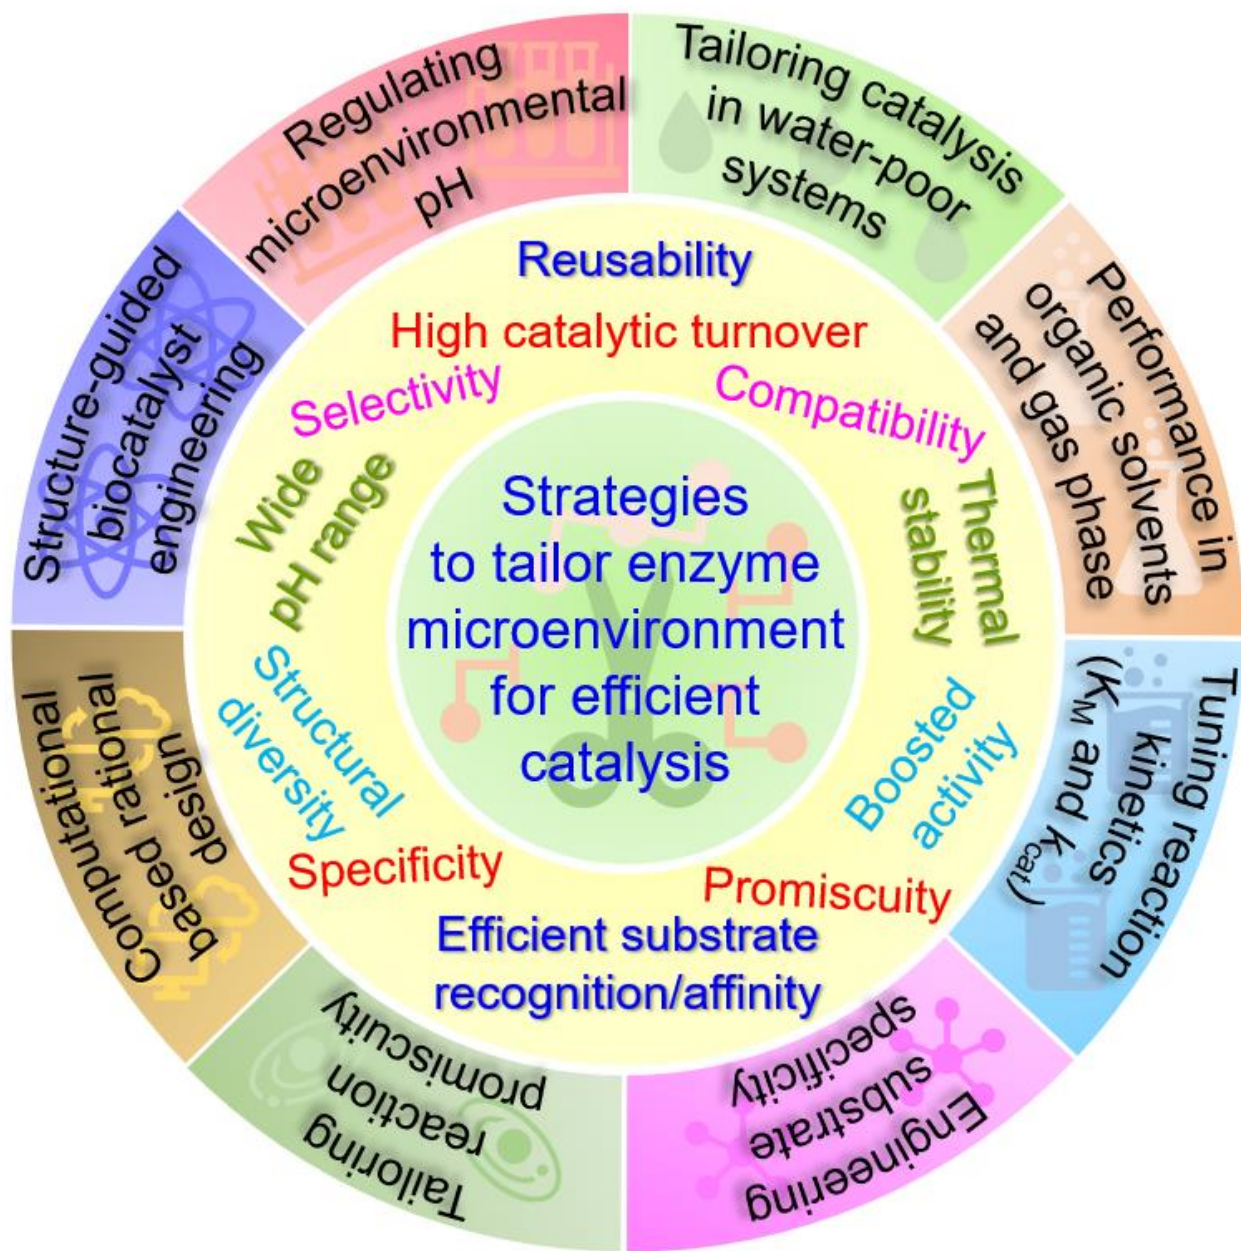 Regulating
microenvironmental
pH
Tailoring catalysis
in water-poor
systems
Performance in
organic solvents
and gas phase
Tuning reaction
kinetics
(KM and kcat)
Engineering
substrate
specificity
Tailoring
reaction
promiscuity
Computational
based rational
design
Structure-guided
biocatalyst
engineering
Reusability
High catalytic turnover
Selectivity
Compatibility
Wide
pH range
Thermal
stability
Structural
diversity
Boosted
activity
Specificity
Promiscuity
Efficient substrate
recognition/affinity
Strategies
to tailor enzyme
microenvironment
for efficient
catalysis